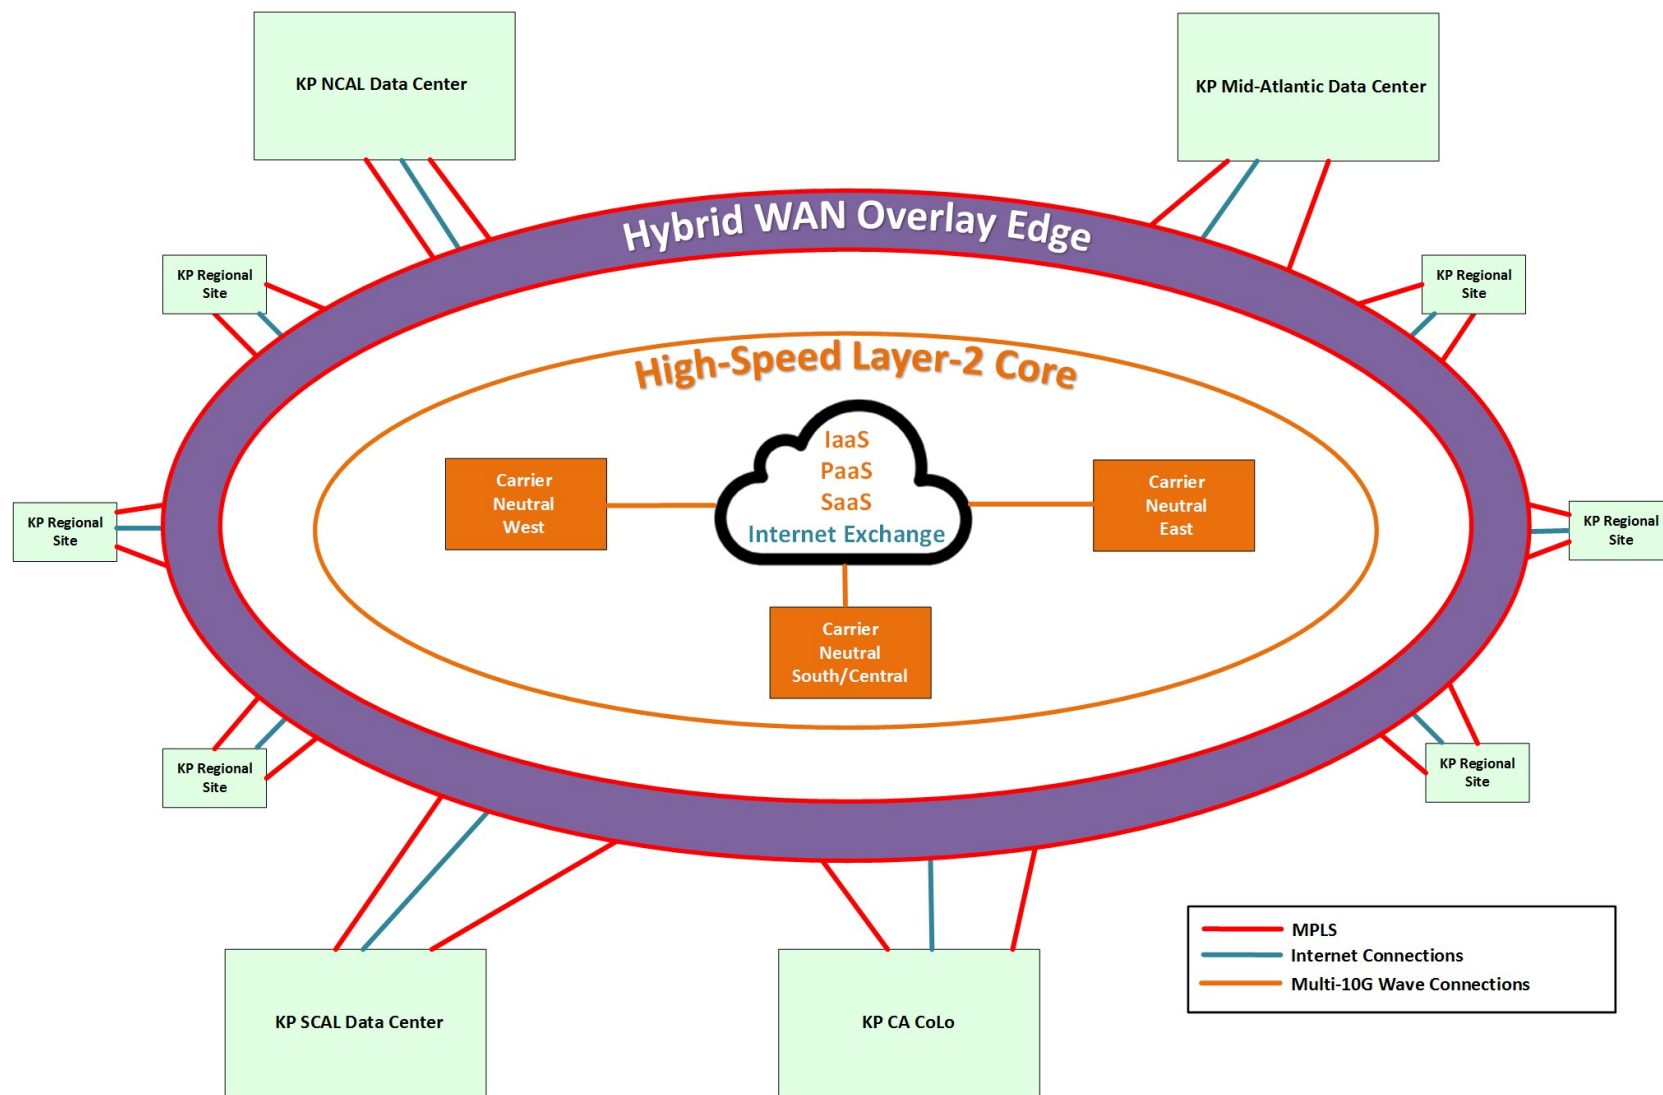 KP NCAL Data Center
KP Mid-Atlantic Data Center
Hybrid WAN Overlay Edge
KP Regional
Site
KP Regional
Site
High-Speed Layer-2 Core
IaaS
PaaS
SaaS
Internet Exchange
Carrier
Neutral
West
Carrier
Neutral
East
KP Regional
Site
KP Regional
Site
Carrier
Neutral
South/Central
KP Regional
Site
KP Regional
Site
KP SCAL Data Center
KP CA CoLo
MPLS
Internet Connections
Multi-10G Wave Connections